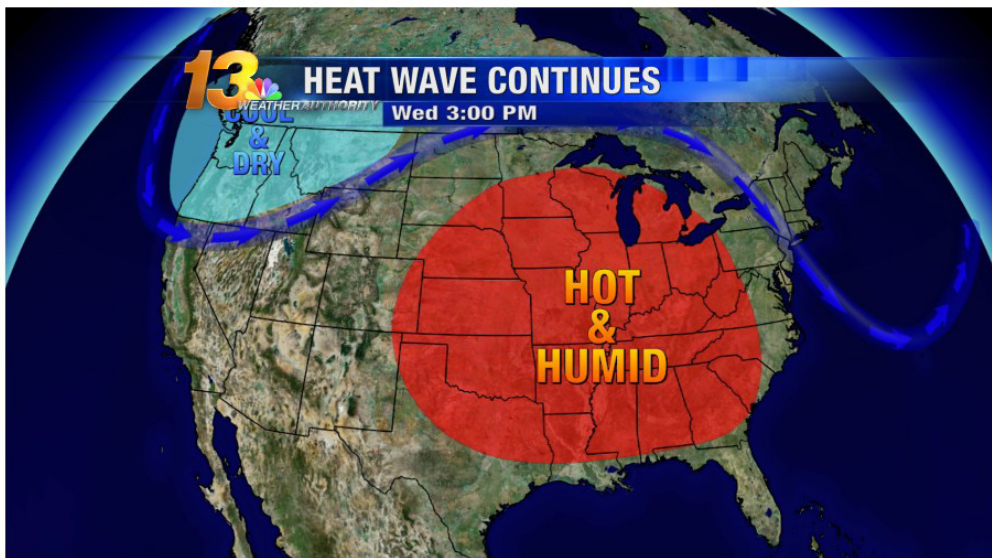 13
HEAT WAVE CONTINUES
WEATHER AUTHORITY
Wed 3:00 PM
COOL
&
DRY
HOT
&
HUMID